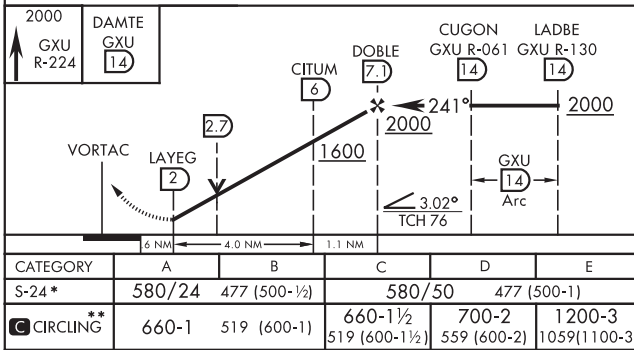 2000
GXU
R-224
DAMTE
GXU
14
CUGON
GXU R-061
14
LADBE
GXU R-130
14
DOBLE
7.1
CITUM
6
241°
2000
2000
2.7
1600
VORTAC
LAYEG
2
GXU
14
Arc
3.02°
TCH 76
.6 NM
4.0 NM
1.1 NM
CATEGORY A B C D E
S-24 * 580/24 477 (500-½) 580/50 477 (500-1)
C CIRCLING ** 660-1 519 (600-1) 660-1½ 519 (600-1½) 700-2 559 (600-2) 1200-3 1059(1100-3